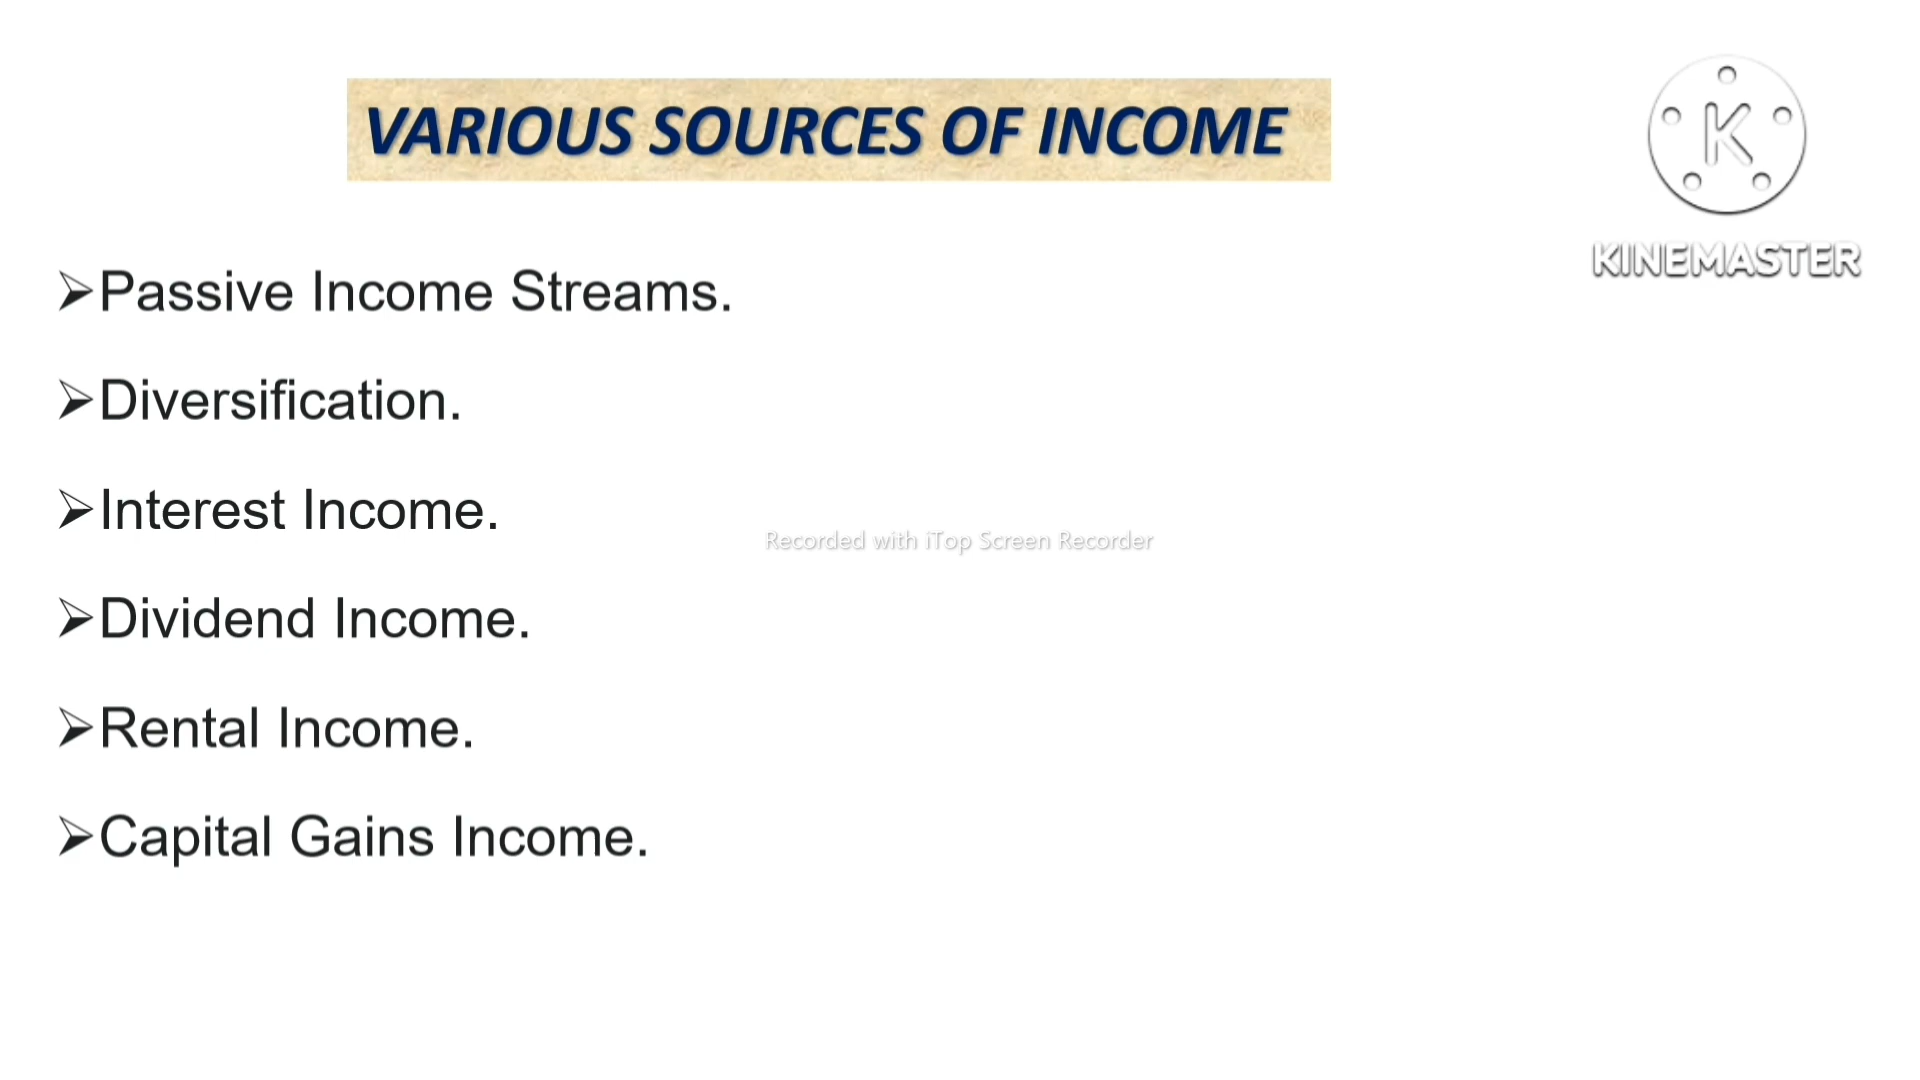 VARIOUS SOURCES OF INCOME
K
KINEMASTER
➢Passive Income Streams.
➢Diversification.
➢Interest Income.
Recorded with iTop Screen Recorder
➢Dividend Income.
➢Rental Income.
➢Capital Gains Income.